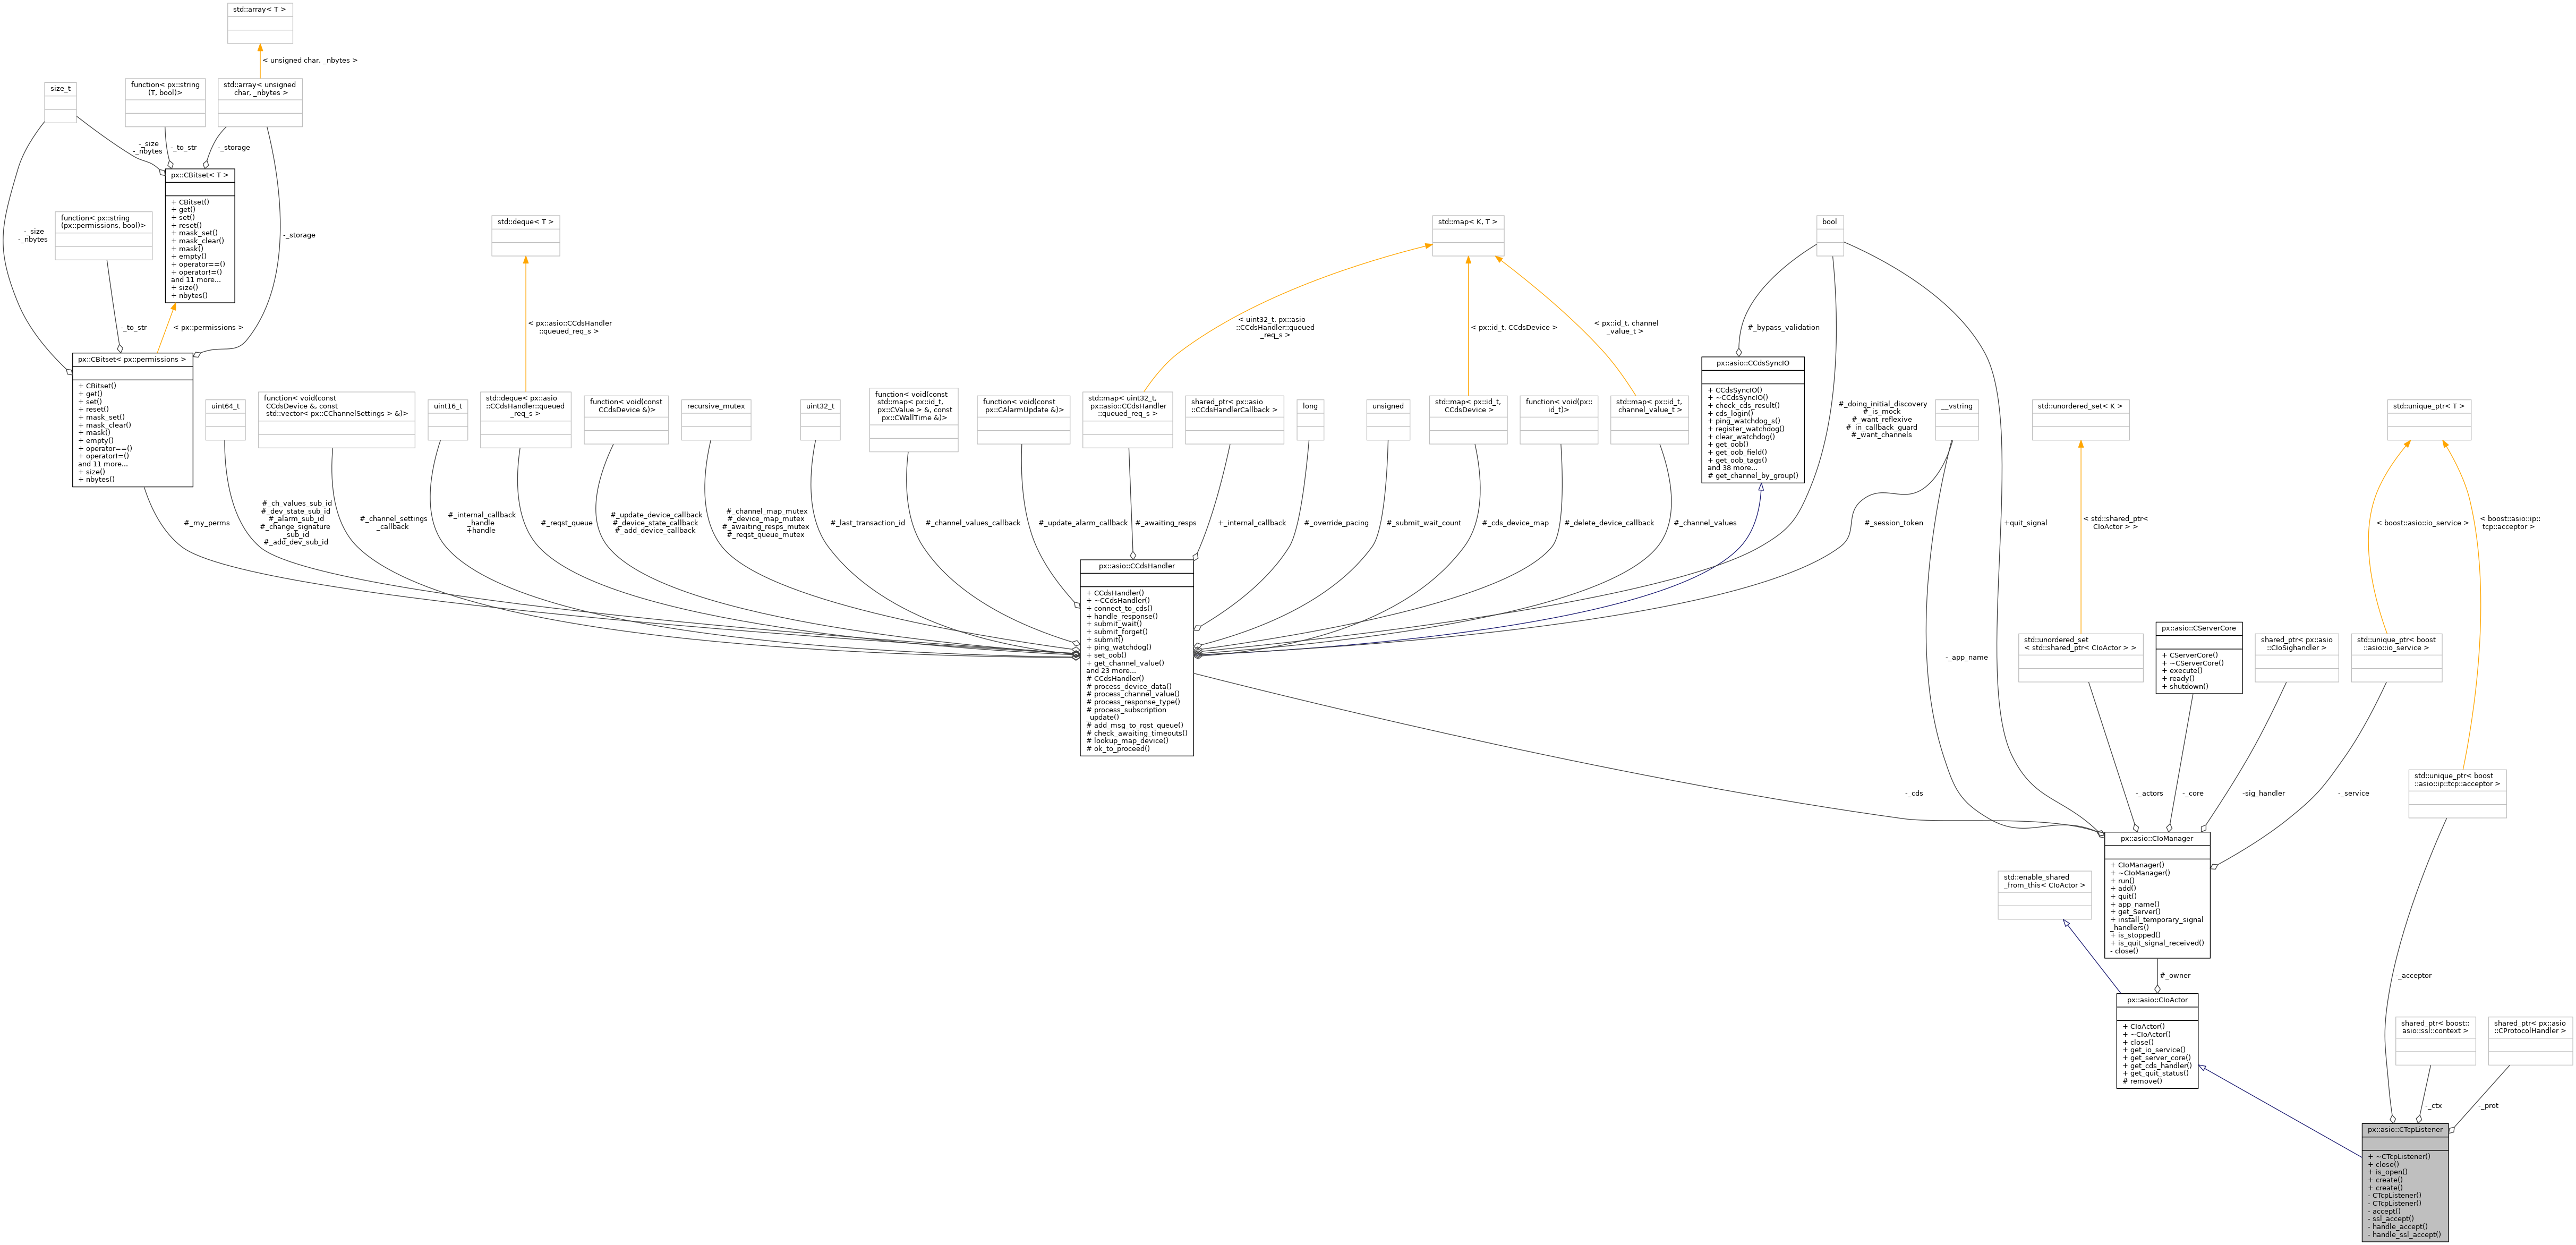 std::array< T >
< unsigned char, _nbytes >
size_t
function< px::string
(T, bool)>
std::array< unsigned
char, _nbytes >
-_size
-_nbytes
-_to_str
-_storage
px::CBitset< T >
+ CBitset()
+ get()
+ set()
+ reset()
+ mask_set()
+ mask_clear()
+ mask()
+ empty()
+ operator==()
+ operator!=()
and 11 more...
+ size()
+ nbytes()
function< px::string
(px::permissions, bool)>
-_size
-_nbytes
-_storage
-_to_str
< px::permissions >
px::CBitset< px::permissions >
+ CBitset()
+ get()
+ set()
+ reset()
+ mask_set()
+ mask_clear()
+ mask()
+ empty()
+ operator==()
+ operator!=()
and 11 more...
+ size()
+ nbytes()
std::deque< T >
< px::asio::CCdsHandler
::queued_req_s >
std::map< K, T >
< uint32_t, px::asio
::CCdsHandler::queued
_req_s >
< px::id_t, CCdsDevice >
< px::id_t, channel
_value_t >
bool
#_bypass_validation
px::asio::CCdsSyncIO
+ CCdsSyncIO()
+ ~CCdsSyncIO()
+ check_cds_result()
+ cds_login()
+ ping_watchdog_s()
+ register_watchdog()
+ clear_watchdog()
+ get_oob()
+ get_oob_field()
+ get_oob_tags()
and 38 more...
# get_channel_by_group()
uint64_t
function< void(const
CCdsDevice &, const
std::vector< px::CChannelSettings > &)>
uint16_t
std::deque< px::asio
::CCdsHandler::queued
_req_s >
function< void(const
CCdsDevice &)>
recursive_mutex
uint32_t
function< void(const
std::map< px::id_t,
px::CValue > &, const
px::CWallTime &)>
function< void(const
px::CAlarmUpdate &)>
std::map< uint32_t,
px::asio::CCdsHandler
::queued_req_s >
shared_ptr< px::asio
::CCdsHandlerCallback >
long
unsigned
std::map< px::id_t,
CCdsDevice >
function< void(px::
id_t)>
std::map< px::id_t,
channel_value_t >
#_doing_initial_discovery
#_is_mock
#_want_reflexive
#_in_callback_guard
#_want_channels
__vstring
std::unordered_set< K >
std::unique_ptr< T >
#_my_perms
#_ch_values_sub_id
#_dev_state_sub_id
#_alarm_sub_id
#_change_signature
_sub_id
#_add_dev_sub_id
#_channel_settings
_callback
#_internal_callback
_handle
+handle
#_reqst_queue
#_update_device_callback
#_device_state_callback
#_add_device_callback
#_channel_map_mutex
#_device_map_mutex
#_awaiting_resps_mutex
#_reqst_queue_mutex
#_last_transaction_id
#_channel_values_callback
#_update_alarm_callback
#_awaiting_resps
+_internal_callback
#_override_pacing
#_submit_wait_count
#_cds_device_map
#_delete_device_callback
#_channel_values
#_session_token
+quit_signal
< std::shared_ptr<
CIoActor > >
< boost::asio::io_service >
< boost::asio::ip::
tcp::acceptor >
px::asio::CCdsHandler
+ CCdsHandler()
+ ~CCdsHandler()
+ connect_to_cds()
+ handle_response()
+ submit_wait()
+ submit_forget()
+ submit()
+ ping_watchdog()
+ set_oob()
+ get_channel_value()
and 23 more...
# CCdsHandler()
# process_device_data()
# process_channel_value()
# process_response_type()
# process_subscription
_update()
# add_msg_to_rqst_queue()
# check_awaiting_timeouts()
# lookup_map_device()
# ok_to_proceed()
-_app_name
std::unordered_set
< std::shared_ptr< CIoActor > >
px::asio::CServerCore
+ CServerCore()
+ ~CServerCore()
+ execute()
+ ready()
+ shutdown()
shared_ptr< px::asio
::CIoSighandler >
std::unique_ptr< boost
::asio::io_service >
std::unique_ptr< boost
::asio::ip::tcp::acceptor >
-_cds
-_actors
-_core
-sig_handler
-_service
px::asio::CIoManager
+ CIoManager()
+ ~CIoManager()
+ run()
+ add()
+ quit()
+ app_name()
+ get_Server()
+ install_temporary_signal
_handlers()
+ is_stopped()
+ is_quit_signal_received()
- close()
std::enable_shared
_from_this< CIoActor >
#_owner
-_acceptor
px::asio::CIoActor
+ CIoActor()
+ ~CIoActor()
+ close()
+ get_io_service()
+ get_server_core()
+ get_cds_handler()
+ get_quit_status()
# remove()
shared_ptr< boost::
asio::ssl::context >
shared_ptr< px::asio
::CProtocolHandler >
-_ctx
-_prot
px::asio::CTcpListener
+ ~CTcpListener()
+ close()
+ is_open()
+ create()
+ create()
- CTcpListener()
- CTcpListener()
- accept()
- ssl_accept()
- handle_accept()
- handle_ssl_accept()